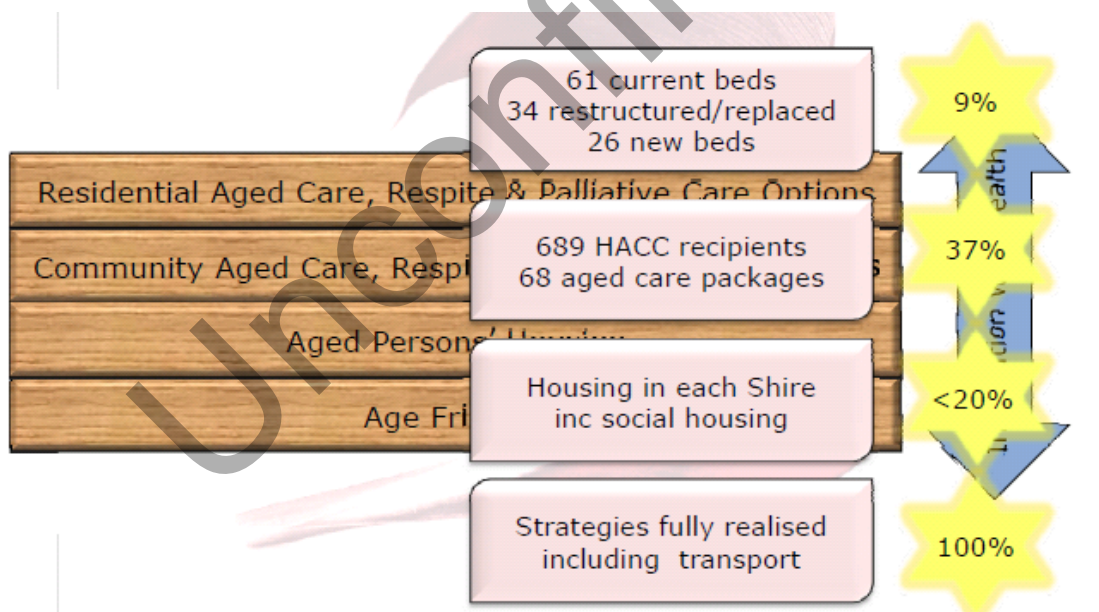 61 current beds
34 restructured/replaced
26 new beds
9%
Residential Aged Care, Respite & Palliative Care Options
689 HACC recipients
68 aged care packages
37%
Community Aged Care,
Aged Persons'
Housing in each Shire
inc social housing
<20%
Age
Strategies fully realised
including transport
100%